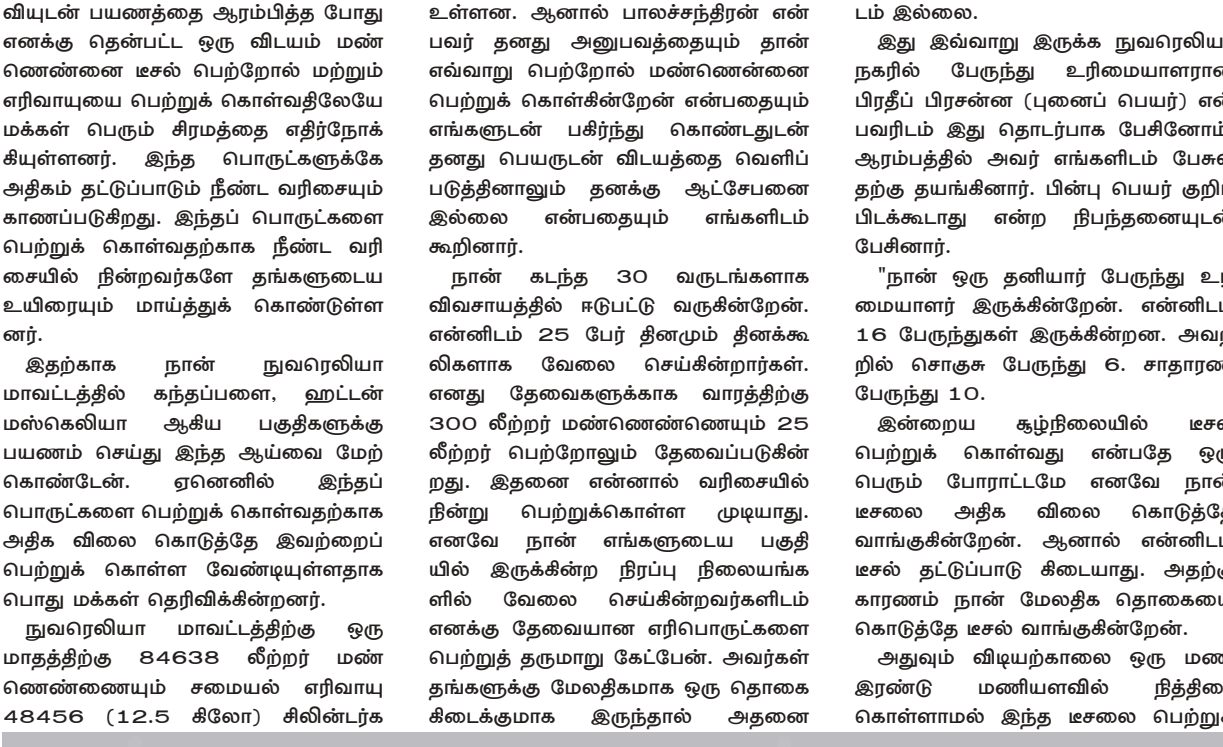 வியுடன் பயணத்தை ஆரம்பித்த போது
எனக்கு தென்பட்ட ஒரு விடயம் மண்
ணெண்னை டீசல் பெற்றோல் மற்றும்
எரிவாயுயை பெற்றுக் கொள்வதிலேயே
மக்கள் பெரும் சிரமத்தை எதிர்நோக்
கியுள்ளனர். இந்த பொருட்களுக்கே
அதிகம் தட்டுப்பாடும் நீண்ட வரிசையும்
காணப்படுகிறது. இந்தப் பொருட்களை
பெற்றுக் கொள்வதற்காக நீண்ட வரி
சையில் நின்றவர்களே தங்களுடைய
உயிரையும் மாய்த்துக் கொண்டுள்ள
னர்.
இதற்காக நான் நுவரெலியா
மாவட்டத்தில் கந்தப்பளை, ஹட்டன்
மஸ்கெலியா ஆகிய பகுதிகளுக்கு
பயணம் செய்து இந்த ஆய்வை மேற்
கொண்டேன். ஏனெனில் இந்தப்
பொருட்களை பெற்றுக் கொள்வதற்காக
அதிக விலை கொடுத்தே இவற்றைப்
பெற்றுக் கொள்ள வேண்டியுள்ளதாக
பொது மக்கள் தெரிவிக்கின்றனர்.
நுவரெலியா மாவட்டத்திற்கு ஒரு
மாதத்திற்கு 84638 லீற்றர் மண்
ணெண்ணையும் சமையல் எரிவாயு
48456 (12.5 கிலோ) சிலின்டர்க
உள்ளன. ஆனால் பாலச்சந்திரன் என்
பவர் தனது அனுபவத்தையும் தான்
எவ்வாறு பெற்றோல் மண்ணென்னை
பெற்றுக் கொள்கின்றேன் என்பதையும்
எங்களுடன் பகிர்ந்து கொண்டதுடன்
தனது பெயருடன் விடயத்தை வெளிப்
படுத்தினாலும் தனக்கு ஆட்சேபனை
இல்லை என்பதையும் எங்களிடம்
கூறினார்.
நான் கடந்த 30 வருடங்களாக
விவசாயத்தில் ஈடுபட்டு வருகின்றேன்.
என்னிடம் 25 பேர் தினமும் தினக்கூ
லிகளாக வேலை செய்கின்றார்கள்.
எனது தேவைகளுக்காக வாரத்திற்கு
300 லீற்றர் மண்ணெண்ணெயும் 25
லீற்றர் பெற்றோலும் தேவைப்படுகின்
றது. இதனை என்னால் வரிசையில்
நின்று பெற்றுக்கொள்ள முடியாது.
எனவே நான் எங்களுடைய பகுதி
யில் இருக்கின்ற நிரப்பு நிலையங்க
ளில் வேலை செய்கின்றவர்களிடம்
எனக்கு தேவையான எரிபொருட்களை
பெற்றுத் தருமாறு கேட்பேன். அவர்கள்
தங்களுக்கு மேலதிகமாக ஒரு தொகை
கிடைக்குமாக இருந்தால் அதனை
டம் இல்லை.
இது இவ்வாறு இருக்க நுவரெலிய
நகரில் பேருந்து உரிமையாளரான
பிரதீப் பிரசன்ன (புனைப் பெயர்) என்
பவரிடம் இது தொடர்பாக பேசினோம்
ஆரம்பத்தில் அவர் எங்களிடம் பேசுவ
தற்கு தயங்கினார். பின்பு பெயர் குறிப்
பிடக்கூடாது என்ற நிபந்தனையுடன்
பேசினார்.
"நான் ஒரு தனியார் பேருந்து உரி
மையாளர் இருக்கின்றேன். என்னிடம்
16 பேருந்துகள் இருக்கின்றன. அவற்
றில் சொகுசு பேருந்து 6. சாதாரண
பேருந்து 10.
இன்றைய சூழ்நிலையில் டீசல்
பெற்றுக் கொள்வது என்பதே ஒரு
பெரும் போராட்டமே எனவே நான்
டீசலை அதிக விலை கொடுத்தே
வாங்குகின்றேன். ஆனால் என்னிடம்
டீசல் தட்டுப்பாடு கிடையாது. அதற்கு
காரணம் நான் மேலதிக தொகையை
கொடுத்தே டீசல் வாங்குகின்றேன்.
அதுவும் விடியற்காலை ஒரு மணி
இரண்டு மணியளவில் நித்திரை
கொள்ளாமல் இந்த டீசலை பெற்றுக்